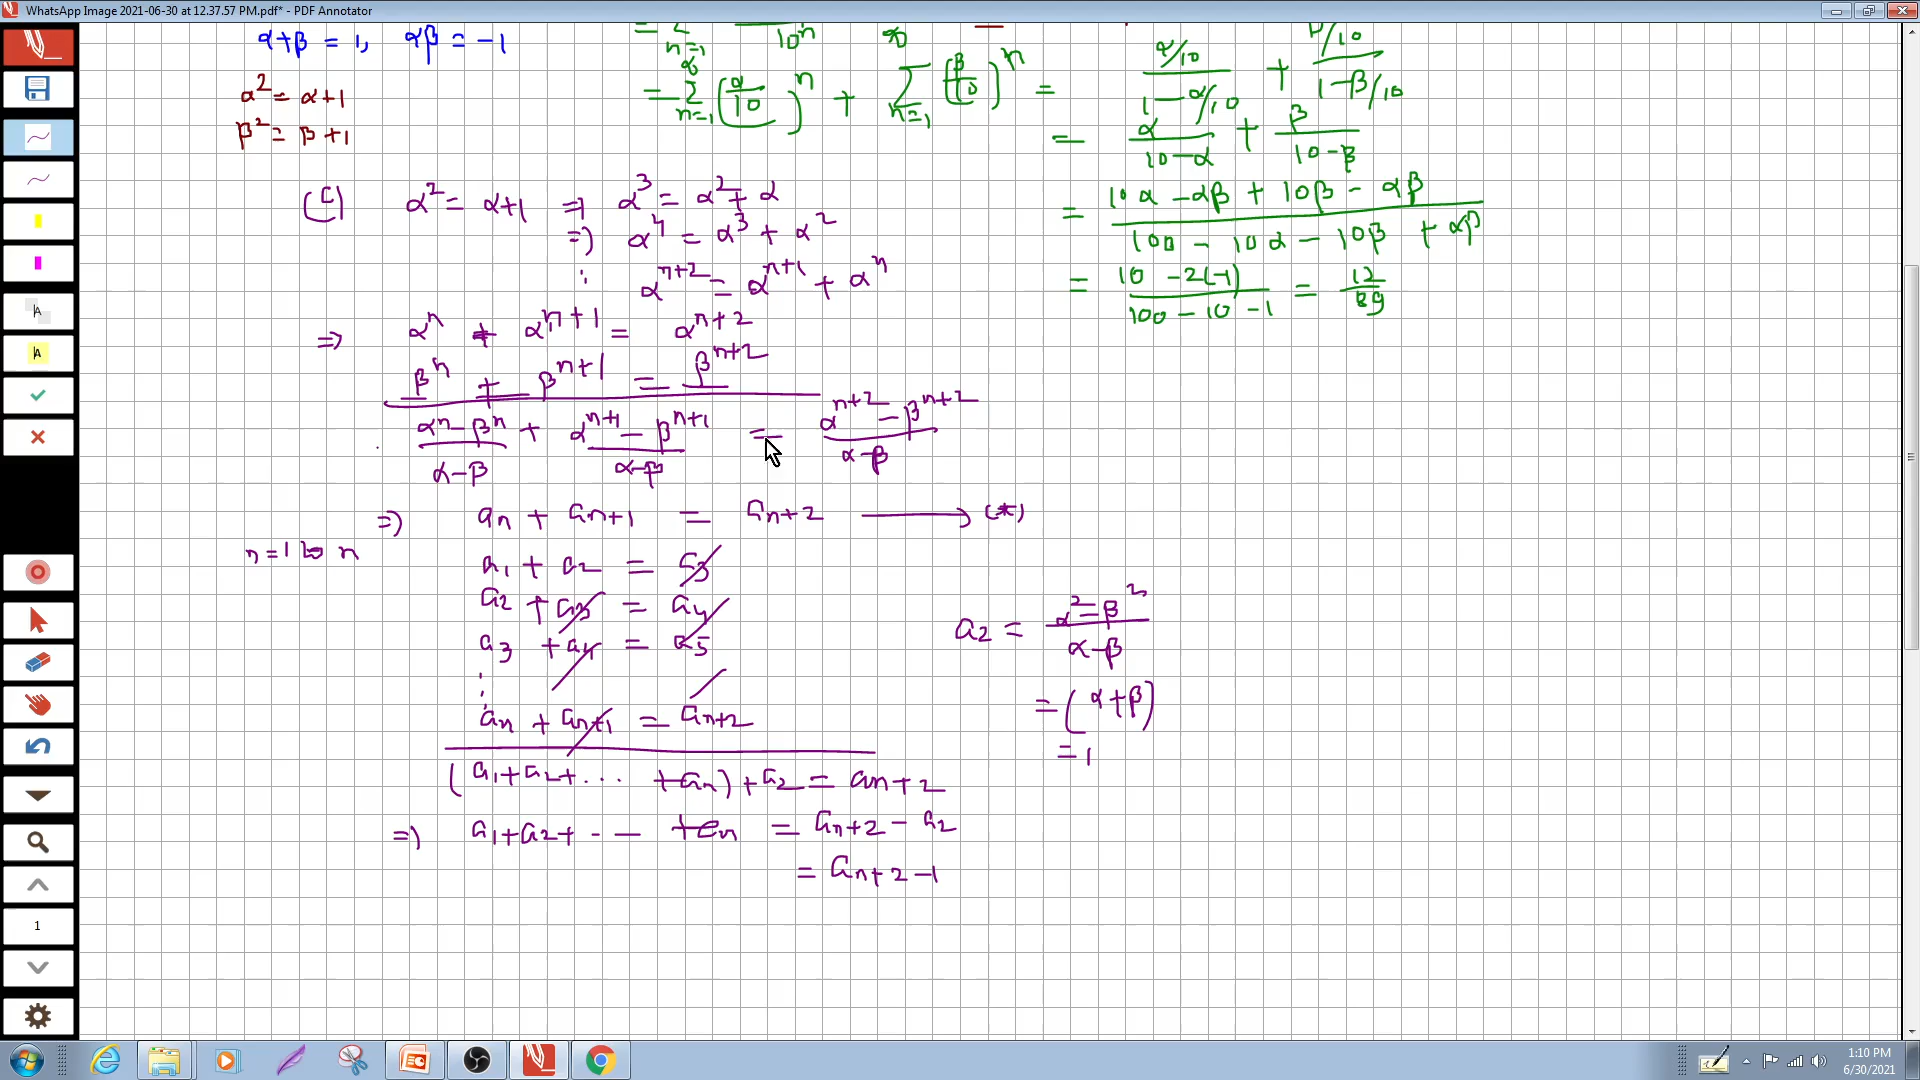 WhatsApp Image 2021-06-30 at 12.37.57 PM.pdf* - PDF Annotator
α+β = 1, αβ = -1
α² = α+1
β² = β+1
= Σ n=1 10ⁿ
= Σ n=1 ∞ (α/10)ⁿ + Σ n=1 ∞ (β/10)ⁿ = (α/10)/(1-α/10) + (β/10)/(1-β/10)
= α/(10-α) + β/(10-β)
= (10α - αβ + 10β - αβ)/(100 - 10α - 10β + αβ)
= (10 - 2(-1))/(100 - 10 - 1) = 12/89
(C) α² = α+1 ⇒ α³ = α² + α
⇒ α⁴ = α³ + α²
⋮ αⁿ⁺² = αⁿ⁺¹ + αⁿ
⇒ αⁿ + αⁿ⁺¹ = αⁿ⁺²
βⁿ + βⁿ⁺¹ = βⁿ⁺²
(αⁿ - βⁿ)/(α-β) + (αⁿ⁺¹ - βⁿ⁺¹)/(α-β) = (αⁿ⁺² - βⁿ⁺²)/(α-β)
⇒ an + an+1 = an+2 ⟶ (*)
n = 1 to n
a1 + a2 = a3
a2 + a3 = a4
a3 + a4 = a5
⋮
an + an+1 = an+2
(a1 + a2 + ... + an) + a2 = an+2
⇒ a1 + a2 + - - + an = an+2 - a2
= an+2 - 1
a2 = (α² - β²)/(α-β)
= (α+β)
= 1
A
A
1
1:10 PM
6/30/2021